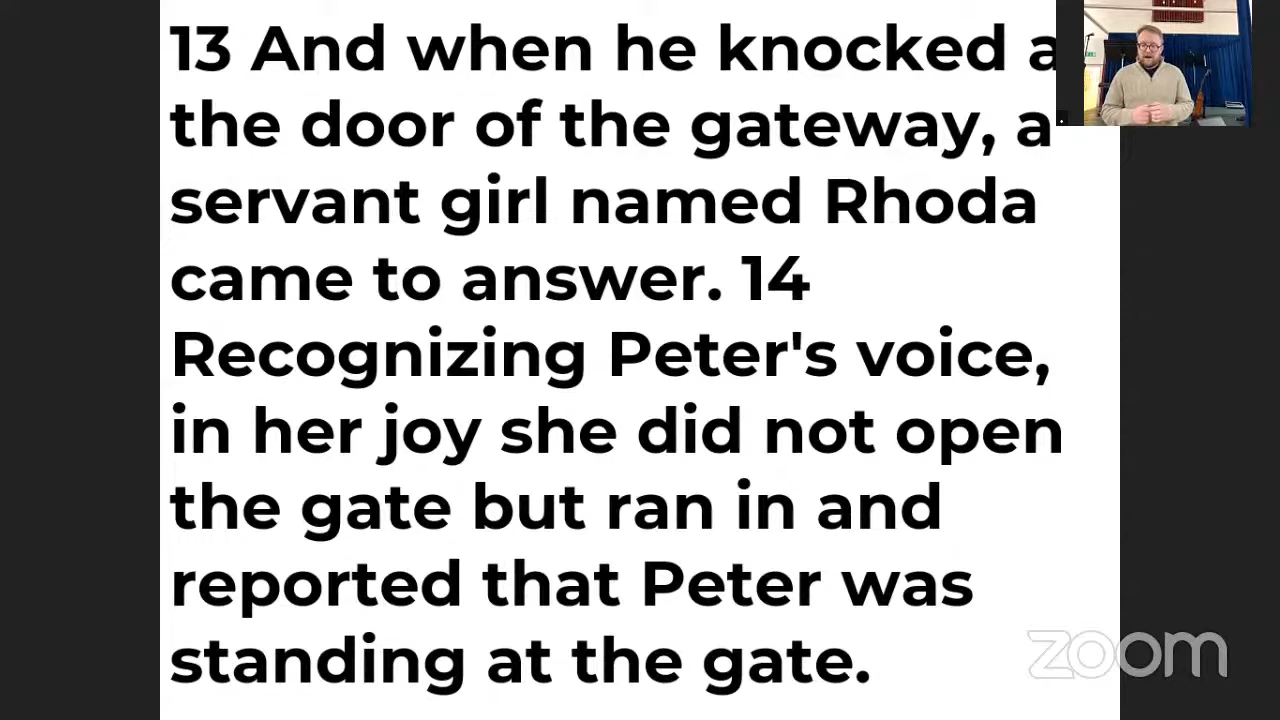 13 And when he knocked a
the door of the gateway, a
servant girl named Rhoda
came to answer. 14
Recognizing Peter's voice,
in her joy she did not open
the gate but ran in and
reported that Peter was
standing at the gate.
zoom